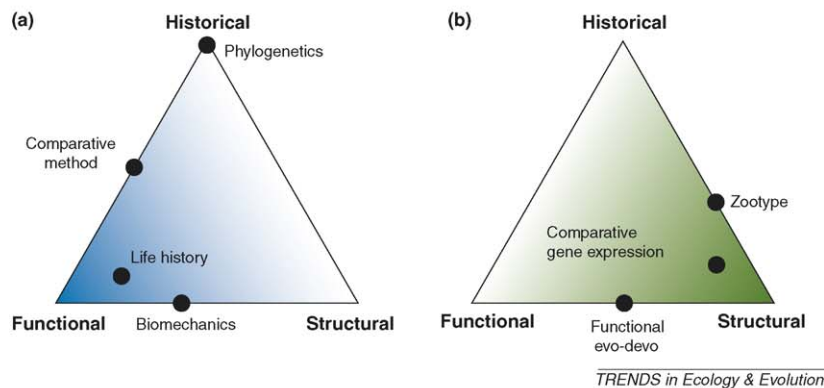 (a)
Historical
Phylogenetics
Comparative
method
Life history
Functional
Biomechanics
Structural
(b)
Historical
Zootype
Comparative
gene expression
Functional
Functional
evo-devo
Structural
TRENDS in Ecology & Evolution